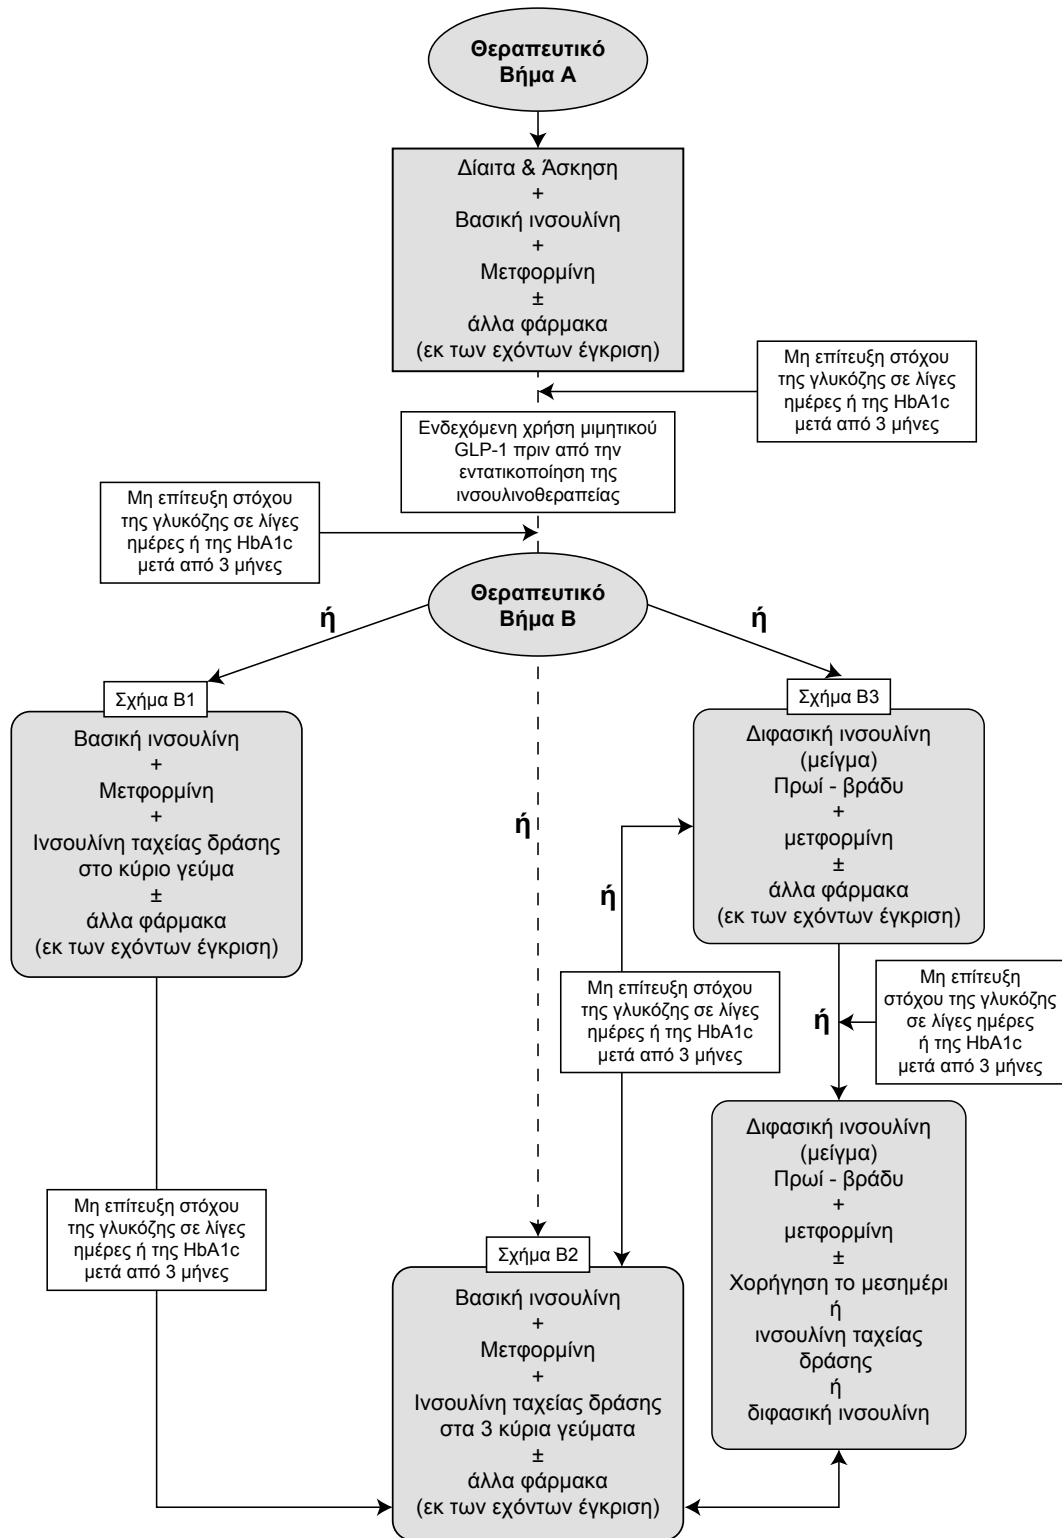 Θεραπευτικό
Βήμα Α
Δίαιτα & Άσκηση
+
Βασική ινσουλίνη
+
Μετφορμίνη
±
άλλα φάρμακα
(εκ των εχόντων έγκριση)
Μη επίτευξη στόχου
της γλυκόζης σε λίγες
ημέρες ή της HbA1c
μετά από 3 μήνες
Ενδεχόμενη χρήση μιμητικού
GLP-1 πριν από την
εντατικοποίηση της
ινσουλινοθεραπείας
Μη επίτευξη στόχου
της γλυκόζης σε λίγες
ημέρες ή της HbA1c
μετά από 3 μήνες
Θεραπευτικό
Βήμα Β
ή
ή
ή
Σχήμα Β1
Βασική ινσουλίνη
+
Μετφορμίνη
+
Ινσουλίνη ταχείας δράσης
στο κύριο γεύμα
±
άλλα φάρμακα
(εκ των εχόντων έγκριση)
Σχήμα Β3
Διφασική ινσουλίνη
(μείγμα)
Πρωί - βράδυ
+
μετφορμίνη
±
άλλα φάρμακα
(εκ των εχόντων έγκριση)
ή
Μη επίτευξη στόχου
της γλυκόζης σε λίγες
ημέρες ή της HbA1c
μετά από 3 μήνες
ή
Μη επίτευξη
στόχου της γλυκόζης
σε λίγες ημέρες
ή της HbA1c
μετά από 3 μήνες
Διφασική ινσουλίνη
(μείγμα)
Πρωί - βράδυ
+
μετφορμίνη
±
Χορήγηση το μεσημέρι
ή
ινσουλίνη ταχείας
δράσης
ή
διφασική ινσουλίνη
Μη επίτευξη στόχου
της γλυκόζης σε λίγες
ημέρες ή της HbA1c
μετά από 3 μήνες
Σχήμα Β2
Βασική ινσουλίνη
+
Μετφορμίνη
+
Ινσουλίνη ταχείας δράσης
στα 3 κύρια γεύματα
±
άλλα φάρμακα
(εκ των εχόντων έγκριση)